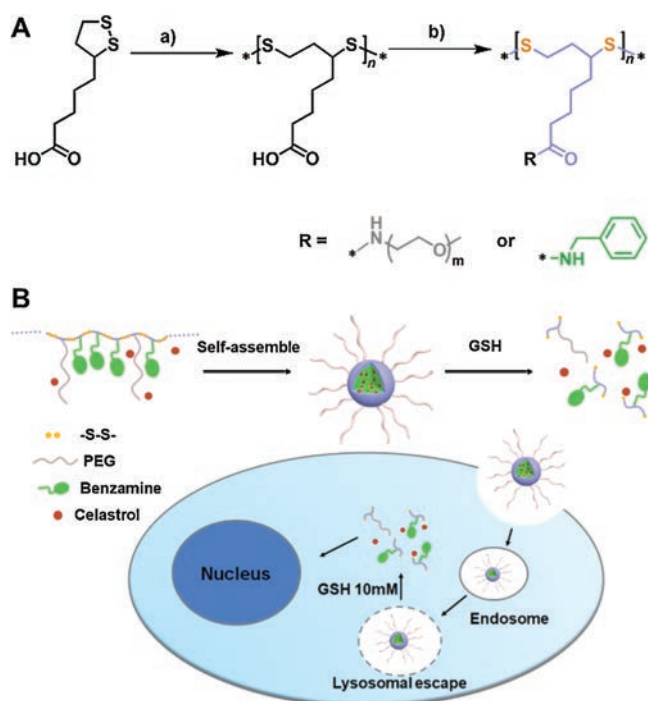 A
a)
b)
S
S
HO
O
* [ S S ]n *
HO
O
* [ S S ]n *
R
O
R = * H N ( O ) m or * NH
B
Self-assemble
GSH
-S-S-
PEG
Benzamine
Celastrol
Nucleus
GSH 10mM
Endosome
Lysosomal escape